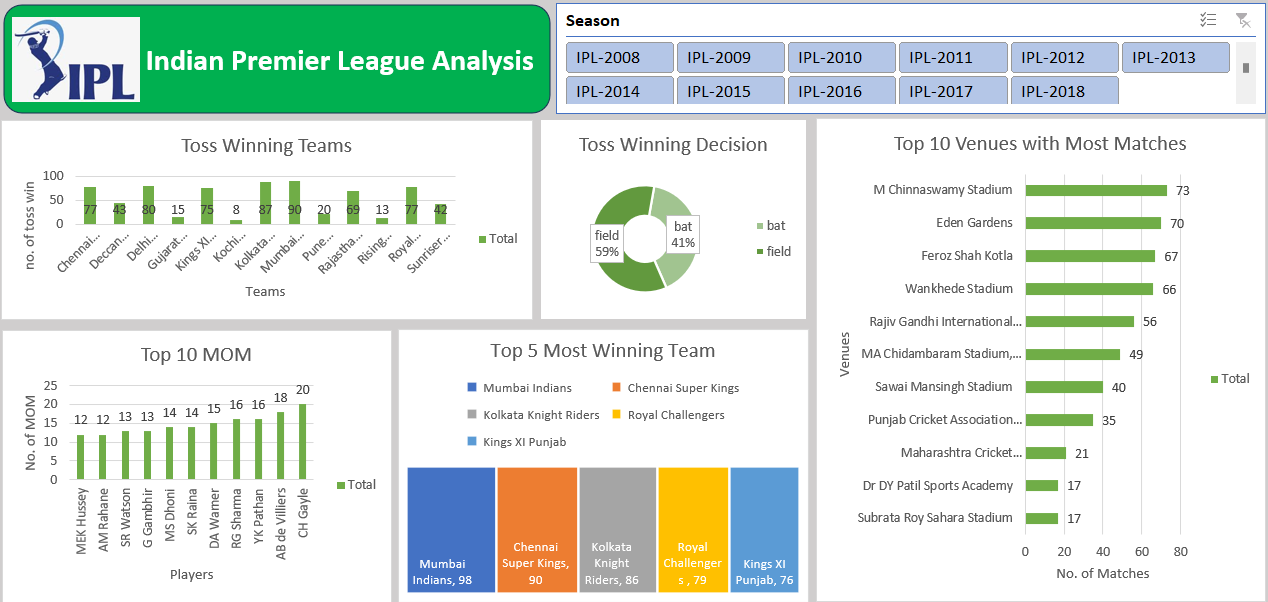 IPL
Indian Premier League Analysis
Season
IPL-2008
IPL-2009
IPL-2010
IPL-2011
IPL-2012
IPL-2013
IPL-2014
IPL-2015
IPL-2016
IPL-2017
IPL-2018
Toss Winning Teams
no. of toss win
100
50
0
77
43
80
15
75
8
87
90
20
69
13
77
42
Chennai...
Deccan...
Delhi...
Gujarat...
Kings XI...
Kochi...
Kolkata...
Mumbai...
Pune...
Rajastha...
Rising...
Royal...
Sunriser...
Teams
Total
Toss Winning Decision
field
59%
bat
41%
bat
field
Top 10 Venues with Most Matches
Venues
M Chinnaswamy Stadium
73
Eden Gardens
70
Feroz Shah Kotla
67
Wankhede Stadium
66
Rajiv Gandhi International...
56
MA Chidambaram Stadium,...
49
Sawai Mansingh Stadium
40
Punjab Cricket Association...
35
Maharashtra Cricket...
21
Dr DY Patil Sports Academy
17
Subrata Roy Sahara Stadium
17
0
20
40
60
80
No. of Matches
Total
Top 10 MOM
No. of MOM
25
20
15
10
5
0
12
12
13
13
14
14
15
16
16
18
20
MEK Hussey
AM Rahane
SR Watson
G Gambhir
MS Dhoni
SK Raina
DA Warner
RG Sharma
YK Pathan
AB de Villiers
CH Gayle
Players
Total
Top 5 Most Winning Team
Mumbai Indians
Chennai Super Kings
Kolkata Knight Riders
Royal Challengers
Kings XI Punjab
Mumbai
Indians, 98
Chennai
Super Kings,
90
Kolkata
Knight
Riders, 86
Royal
Challenger
s , 79
Kings XI
Punjab, 76